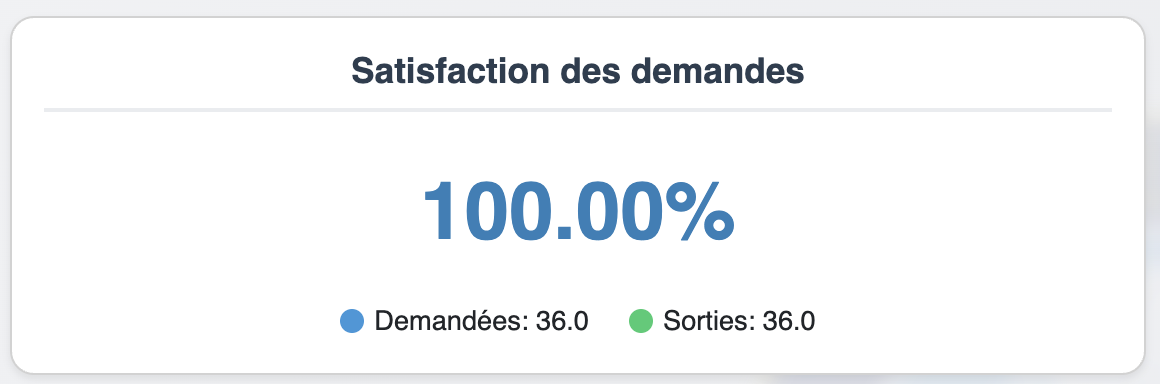 Satisfaction des demandes
100.00%
Demandées: 36.0 Sorties: 36.0